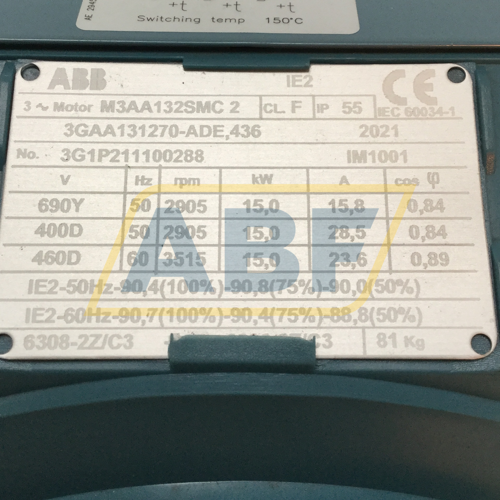 +t +t +t
Switching temp 150°C
ABB IE2 CE
3 ~ Motor M3AA132SMC 2 CL. F IP 55 IEC 60034-1
3GAA131270-ADE,436 2021
No. 3G1P211100288 IM1001
V Hz rpm kW A cos φ
690Y 50 2905 15,0 15,8 0,84
400D 50 2905 15,0 28,5 0,84
460D 60 3515 15,0 23,6 0,89
IE2-50Hz-90,4(100%)-90,8(75%)-90,0(50%)
IE2-60Hz-90,7(100%)-90,4(75%)-88,8(50%)
6308-2Z/C3 81 Kg
ABF